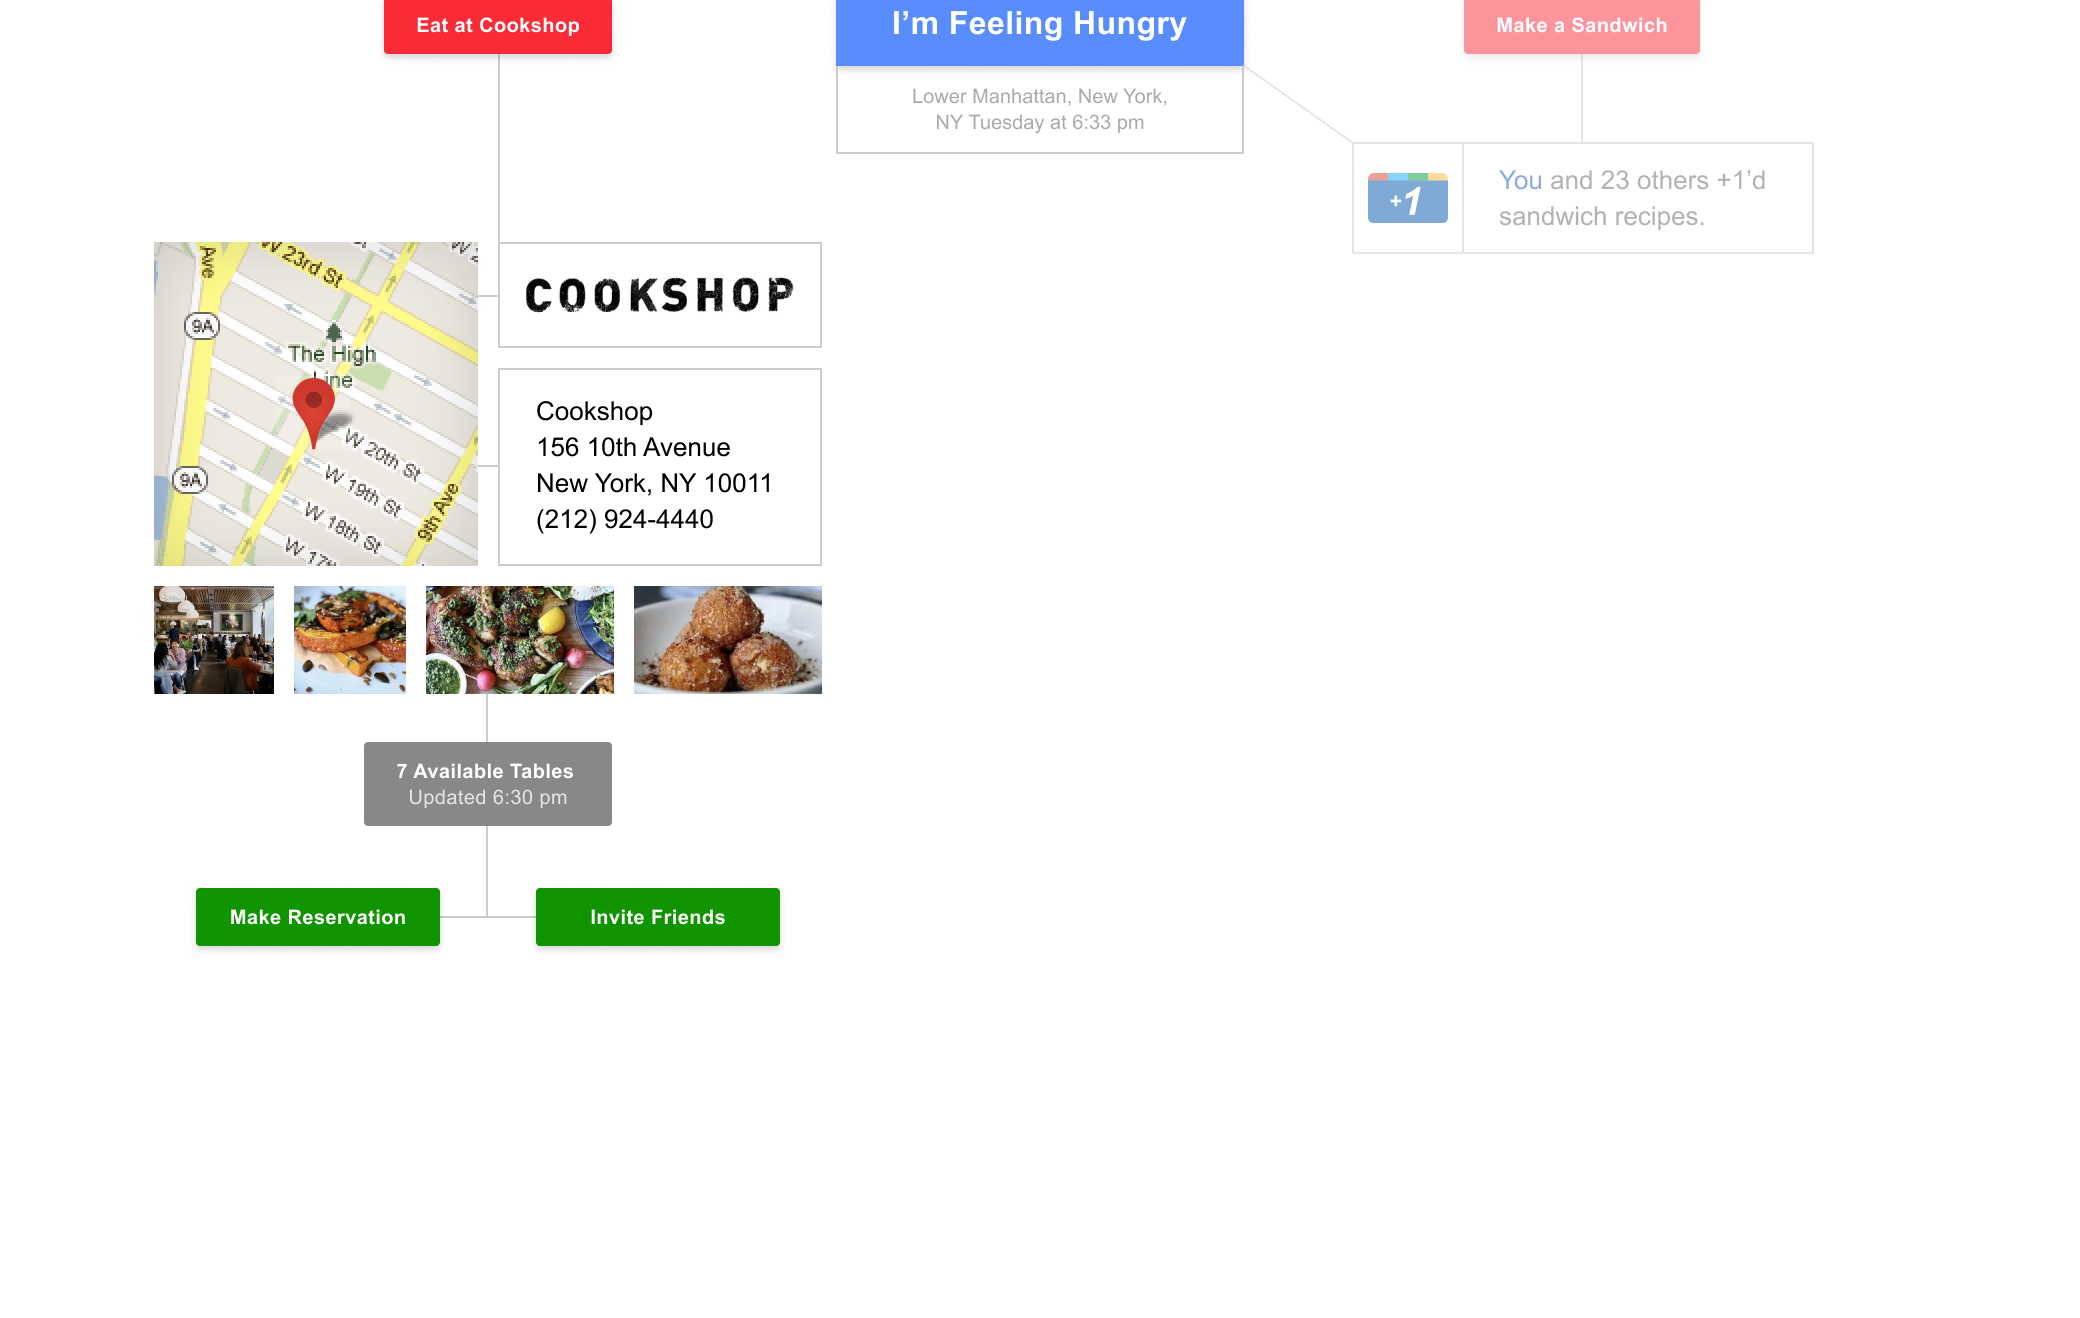 Eat at Cookshop
I’m Feeling Hungry
Make a Sandwich
Lower Manhattan, New York,
NY Tuesday at 6:33 pm
+1
You and 23 others +1’d
sandwich recipes.
Ave
W 23rd St
9A
The High
Line
W 20th St
9A
W 19th St
W 18th St
9th Ave
W 17th
COOKSHOP
Cookshop
156 10th Avenue
New York, NY 10011
(212) 924-4440
7 Available Tables
Updated 6:30 pm
Make Reservation
Invite Friends